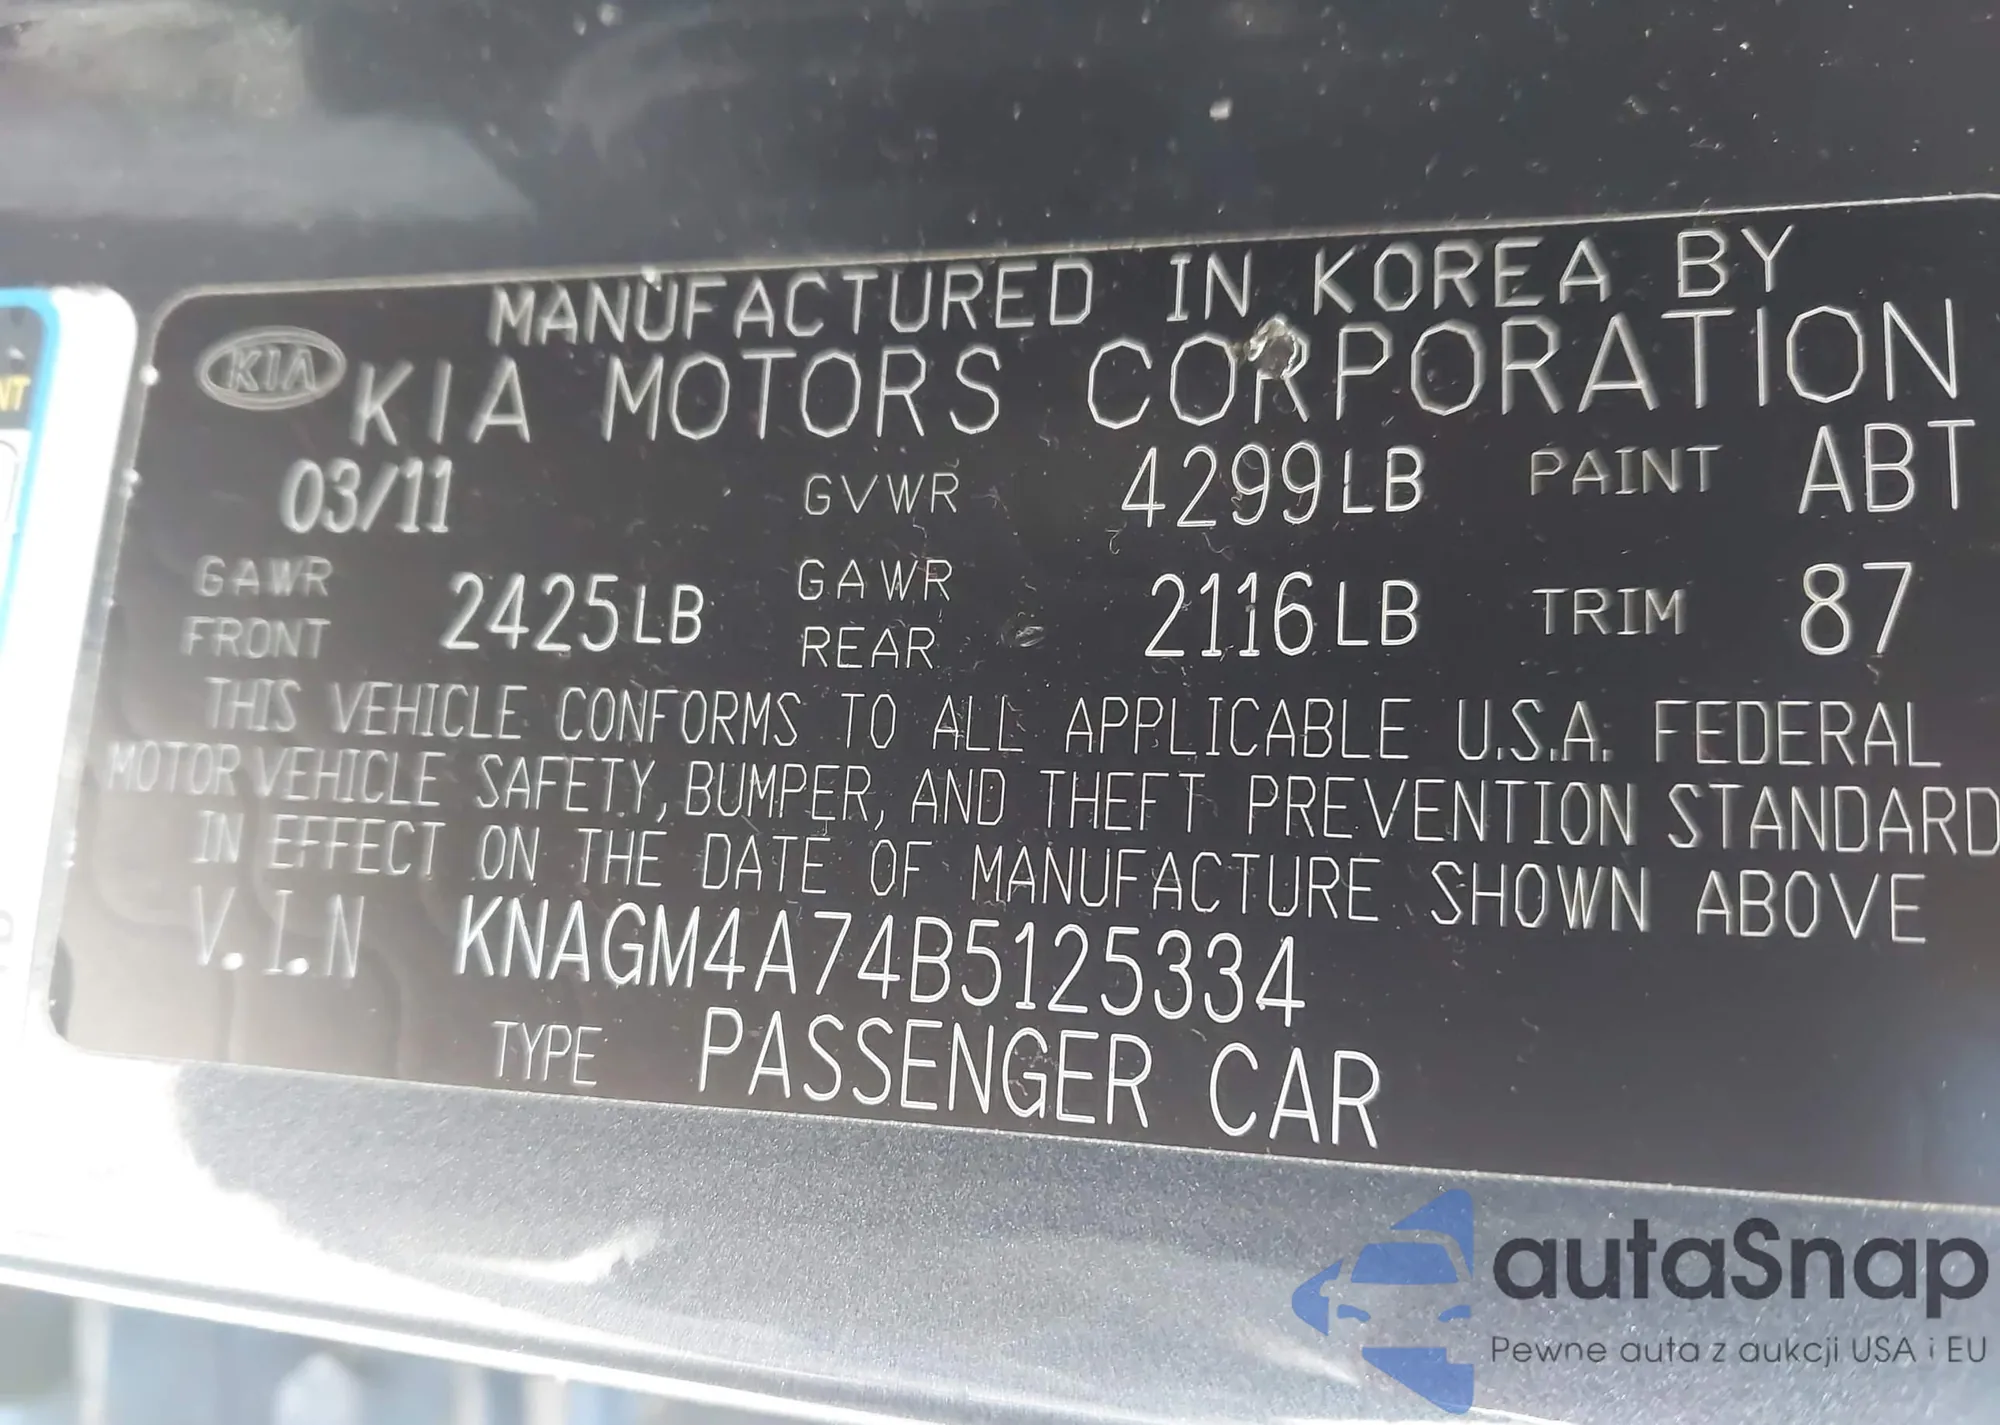 NT
MANUFACTURED IN KOREA BY
KIA KIA MOTORS CORPORATION
03/11 GVWR 4299LB PAINT ABT
GAWR FRONT 2425LB GAWR REAR 2116LB TRIM 87
THIS VEHICLE CONFORMS TO ALL APPLICABLE U.S.A. FEDERAL
MOTOR VEHICLE SAFETY, BUMPER, AND THEFT PREVENTION STANDARD
IN EFFECT ON THE DATE OF MANUFACTURE SHOWN ABOVE
V.I.N KNAGM4A74B5125334
TYPE PASSENGER CAR
autaSnap
Pewne auta z aukcji USA i EU